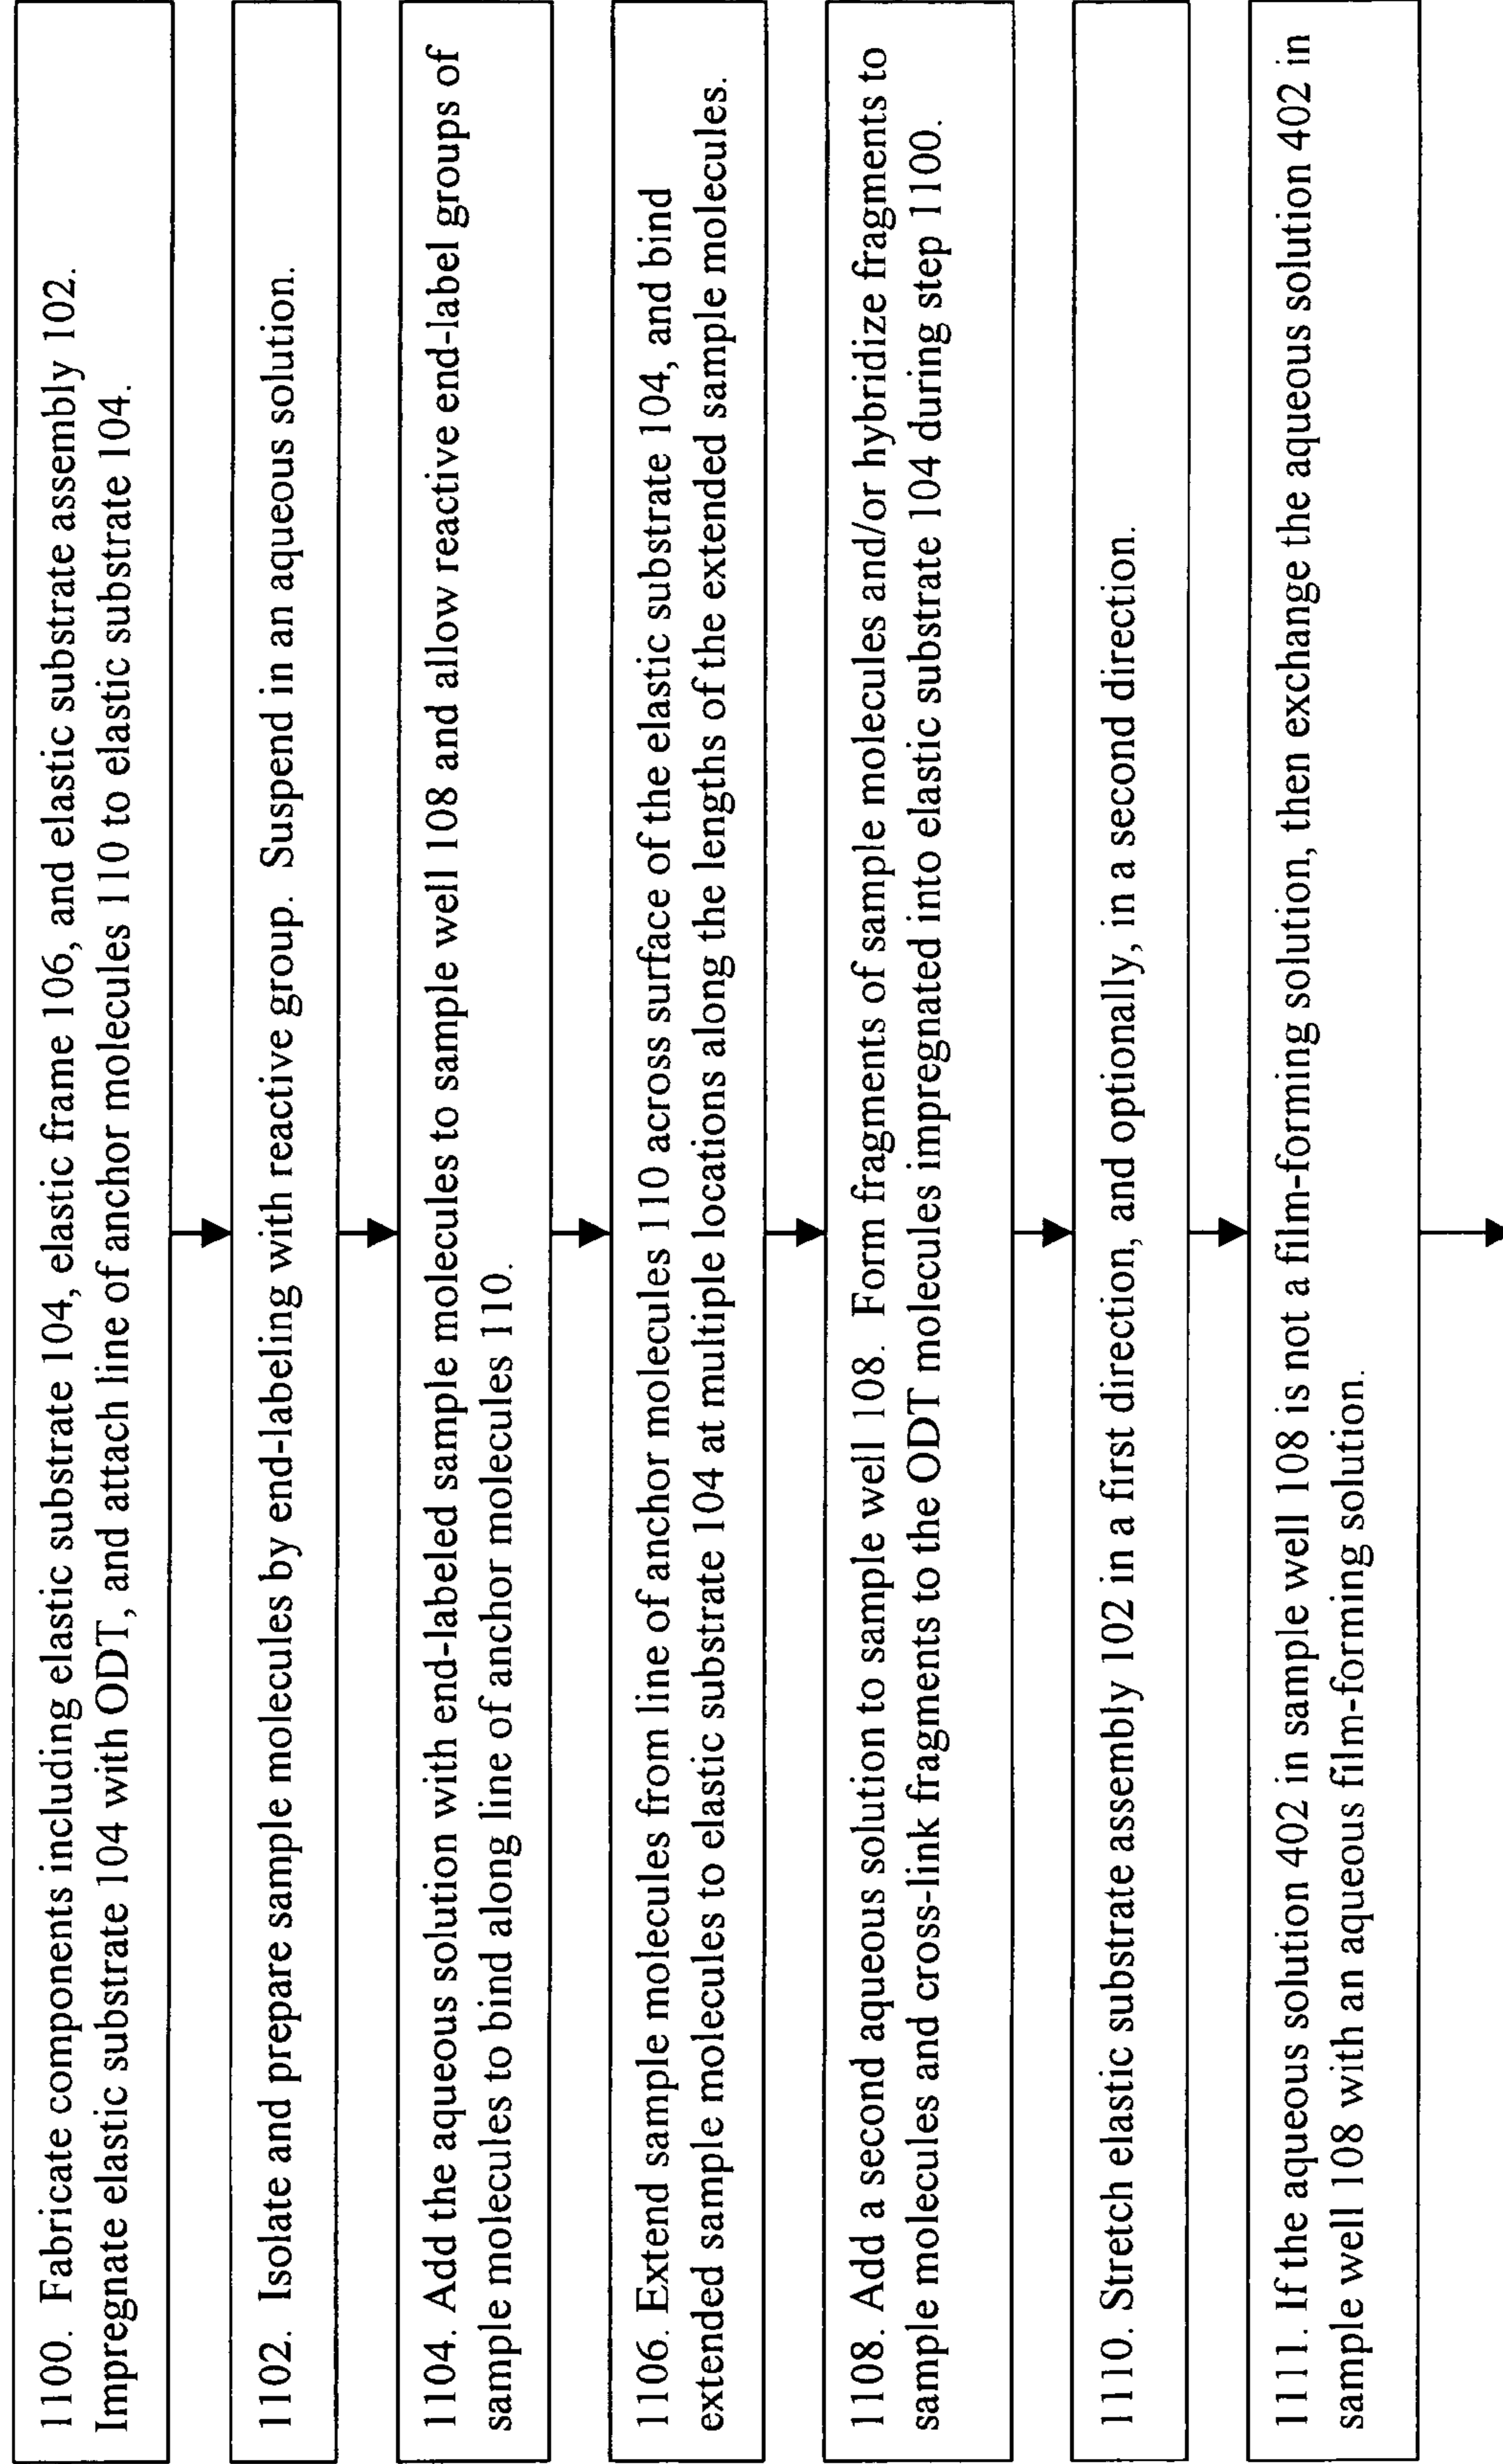 1100. Fabricate components including elastic substrate 104, elastic frame 106, and elastic substrate assembly 102.
Impregnate elastic substrate 104 with ODT, and attach line of anchor molecules 110 to elastic substrate 104.
1102. Isolate and prepare sample molecules by end-labeling with reactive group. Suspend in an aqueous solution.
1104. Add the aqueous solution with end-labeled sample molecules to sample well 108 and allow reactive end-label groups of
sample molecules to bind along line of anchor molecules 110.
1106. Extend sample molecules from line of anchor molecules 110 across surface of the elastic substrate 104, and bind
extended sample molecules to elastic substrate 104 at multiple locations along the lengths of the extended sample molecules.
1108. Add a second aqueous solution to sample well 108. Form fragments of sample molecules and/or hybridize fragments to
sample molecules and cross-link fragments to the ODT molecules impregnated into elastic substrate 104 during step 1100.
1110. Stretch elastic substrate assembly 102 in a first direction, and optionally, in a second direction.
1111. If the aqueous solution 402 in sample well 108 is not a film-forming solution, then exchange the aqueous solution 402 in
sample well 108 with an aqueous film-forming solution.